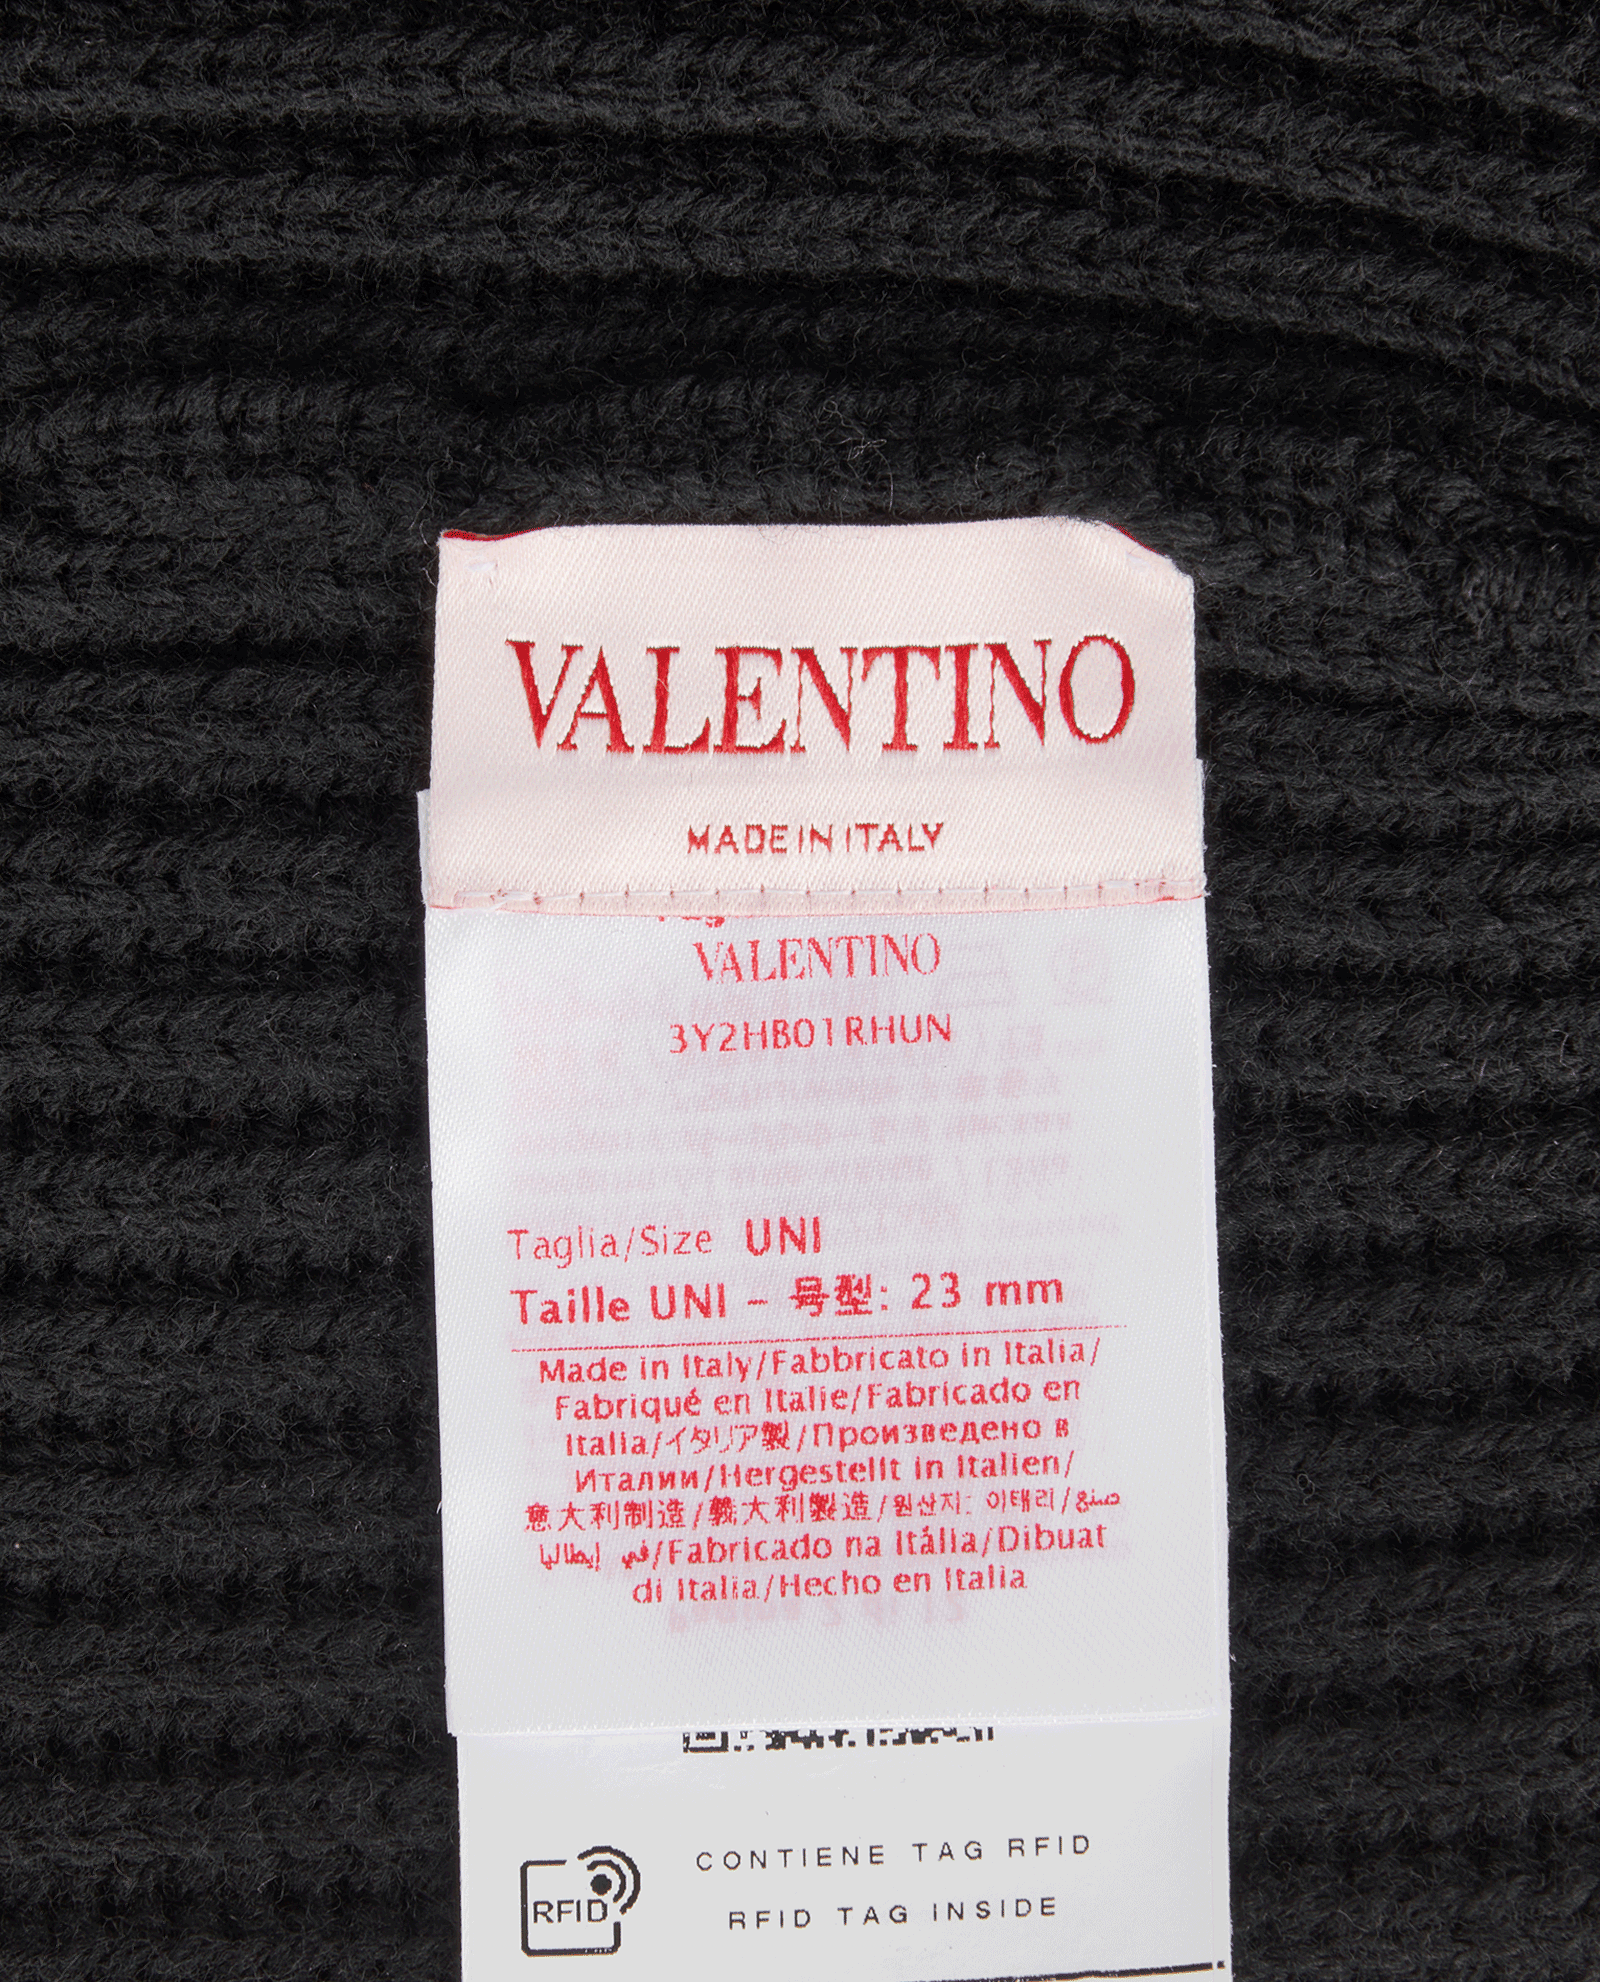 VALENTINO
MADE IN ITALY
VALENTINO
3Y2HB01RHUN
Taglia/Size UNI
Taille UNI - 号型: 23 mm
Made in Italy/Fabbricato in Italia/
Fabriqué en Italie/Fabricado en
Italia/イタリア製/Произведено в
Италии/Hergestellt in Italien/
意大利制造/義大利製造/원산지: 이태리/صنع
في إيطاليا/Fabricado na Itália/Dibuat
di Italia/Hecho en Italia
CONTIENE TAG RFID
RFID
RFID TAG INSIDE